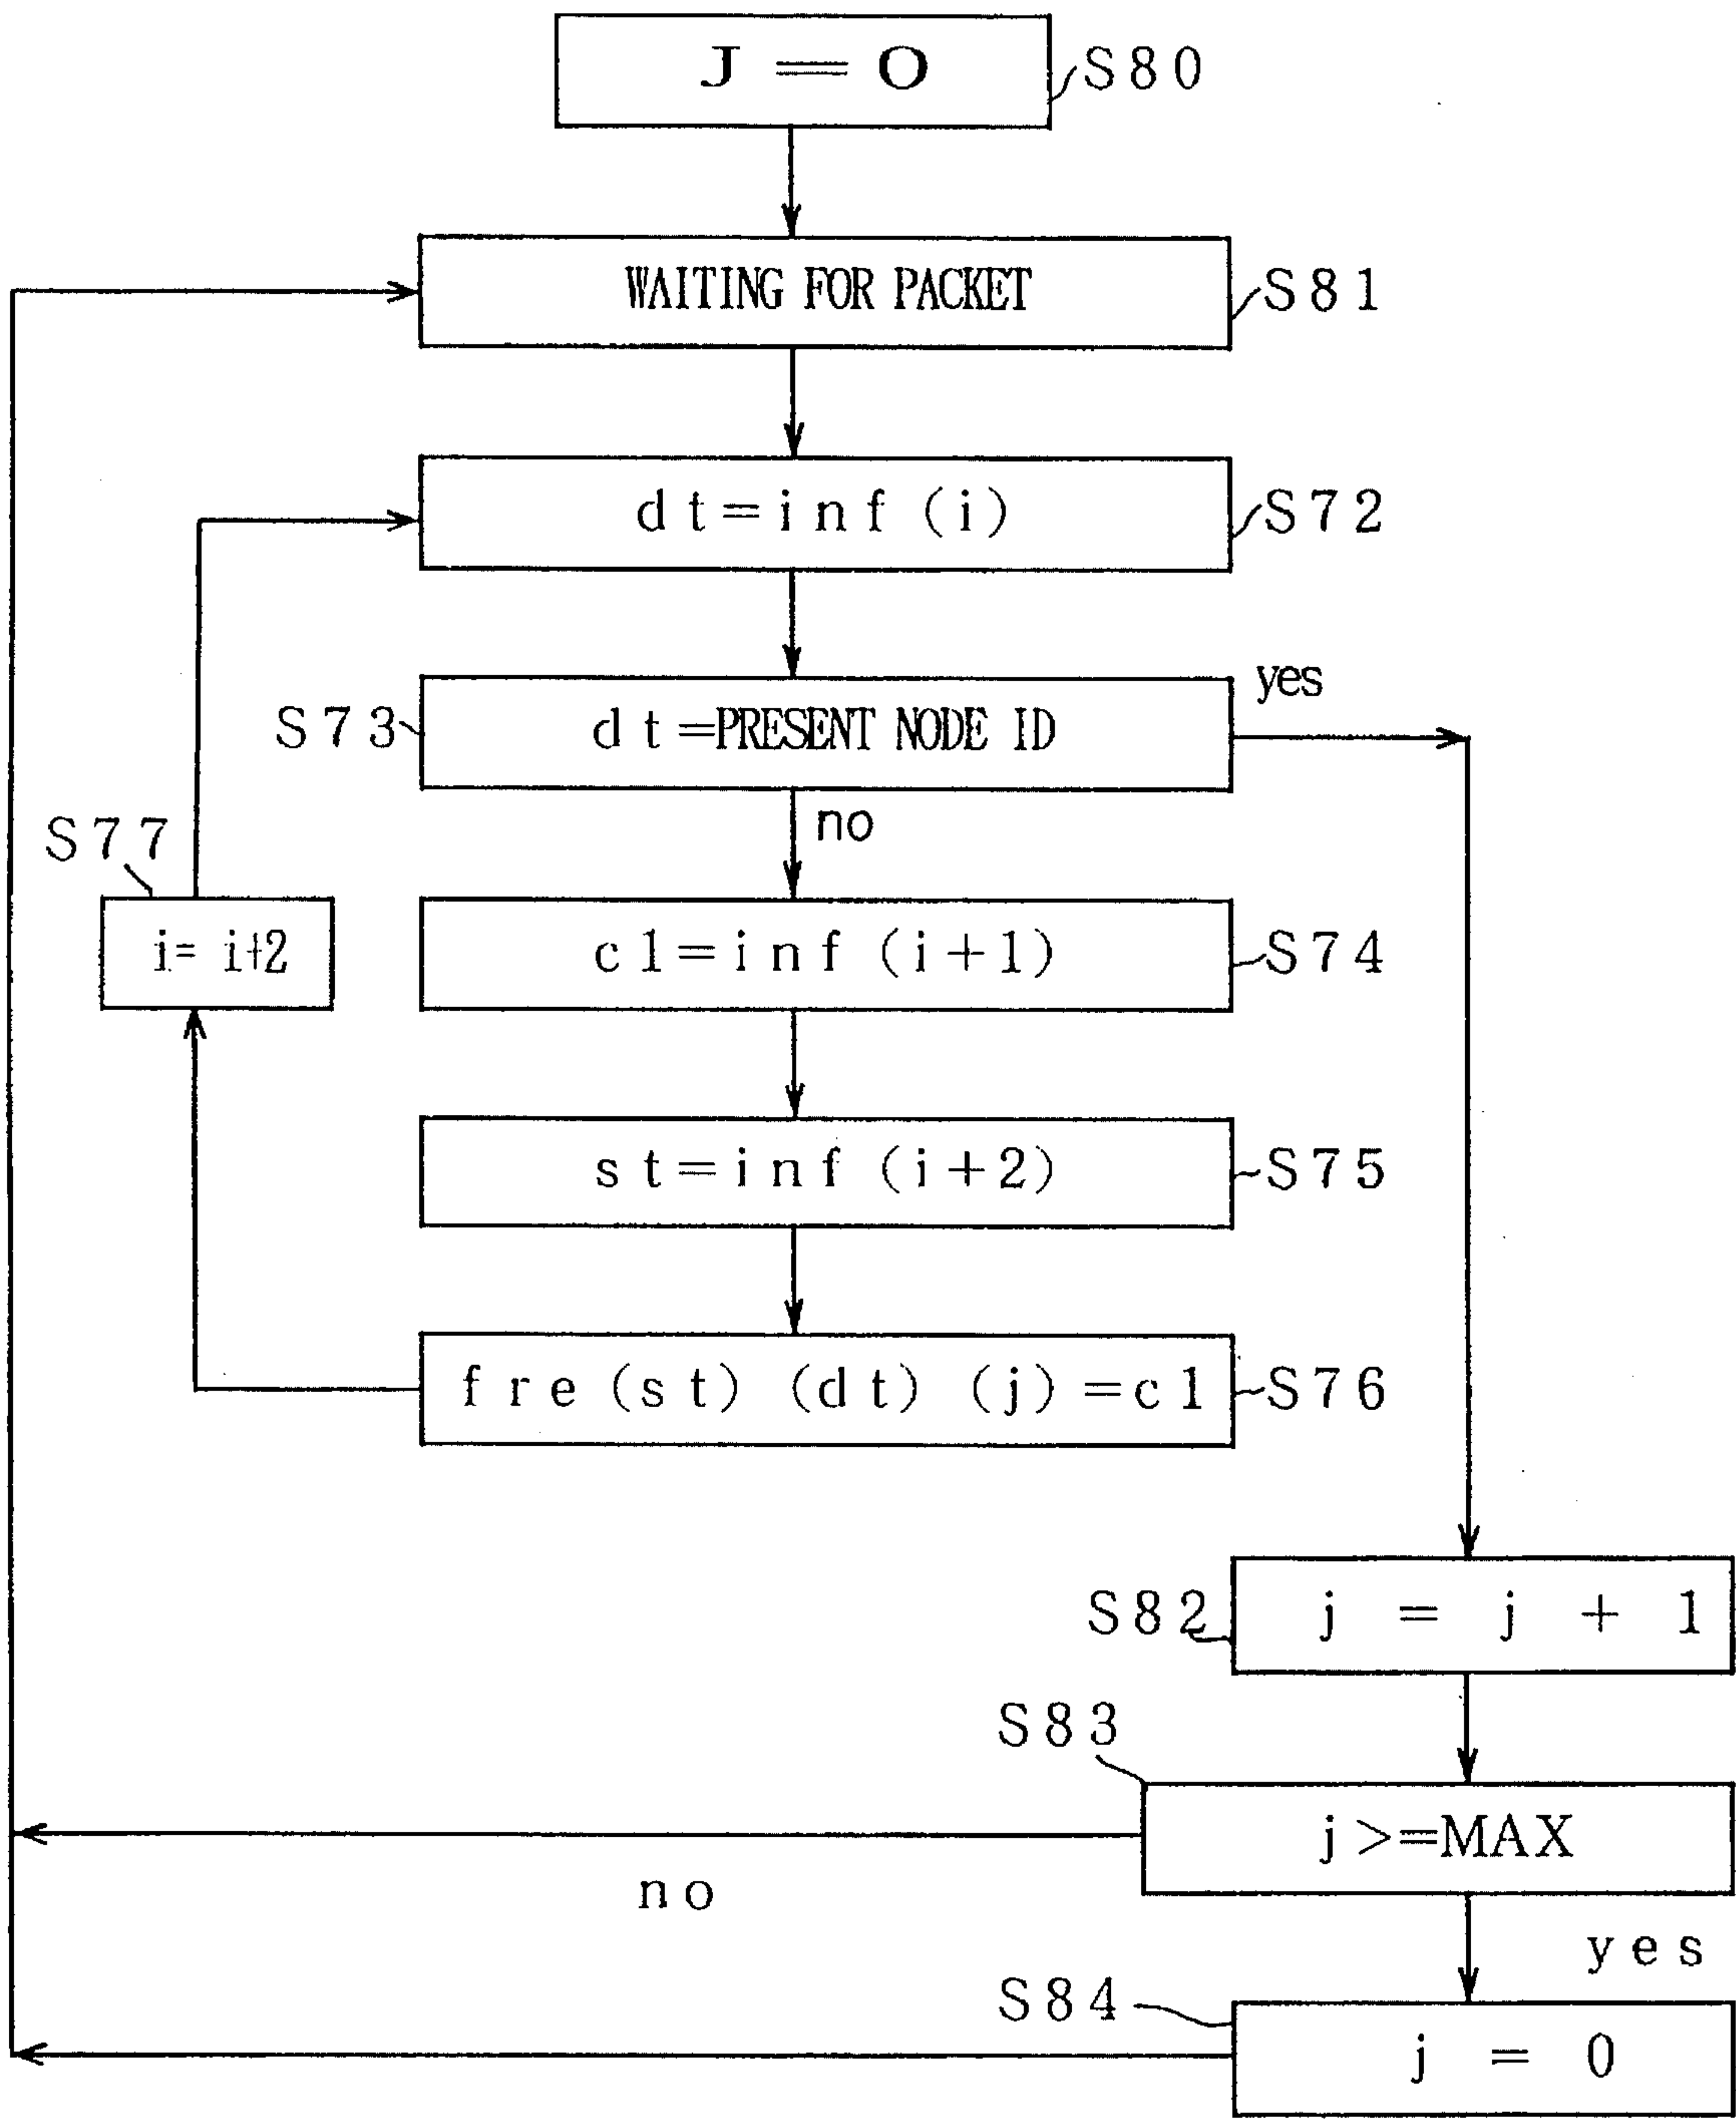 J = 0
S80
WAITING FOR PACKET
S81
dt=inf (i)
S72
yes
S73
dt=PRESENT NODE ID
no
S77
i= i+2
c1=inf (i+1)
S74
st=inf (i+2)
S75
fre (st) (dt) (j) =c1
S76
S82
j = j + 1
S83
j>=MAX
no
yes
S84
j = 0